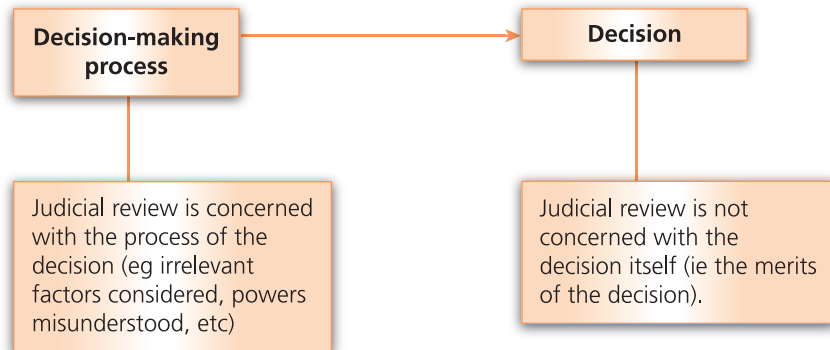 Decision-making
process
Decision
Judicial review is concerned
with the process of the
decision (eg irrelevant
factors considered, powers
misunderstood, etc)
Judicial review is not
concerned with the
decision itself (ie the merits
of the decision).